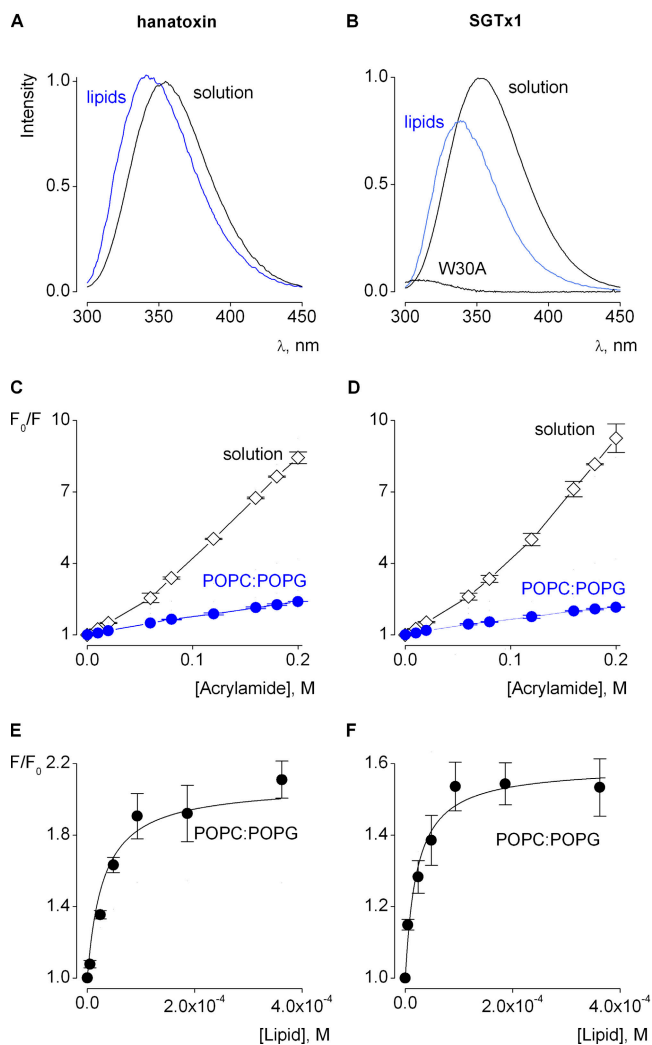 A hanatoxin
B SGTx1
Intensity
1.0
0.5
0.0
lipids
solution
300 350 400 450
λ, nm
1.0
0.5
0.0
solution
lipids
W30A
300 350 400 450
λ, nm
C
F₀/F
10
7
4
1
solution
POPC:POPG
0.0 0.1 0.2
[Acrylamide], M
D
10
7
4
1
solution
POPC:POPG
0.0 0.1 0.2
[Acrylamide], M
E
F/F₀
2.2
1.8
1.4
1.0
POPC:POPG
0.0 2.0x10⁻⁴ 4.0x10⁻⁴
[Lipid], M
F
1.6
1.4
1.2
1.0
POPC:POPG
0.0 2.0x10⁻⁴ 4.0x10⁻⁴
[Lipid], M